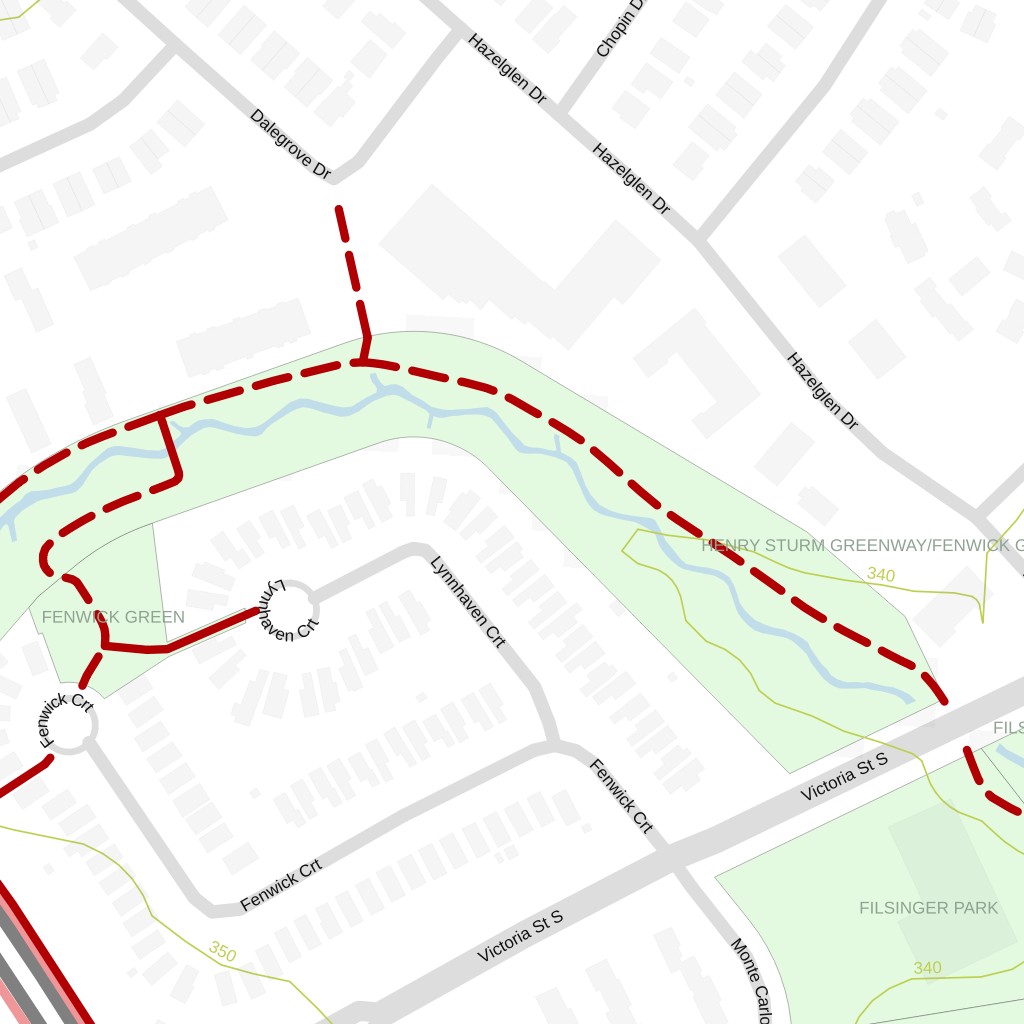 Chopin D
Hazelglen Dr
Dalegrove Dr
Hazelglen Dr
Hazelglen Dr
HENRY STURM GREENWAY/FENWICK G
340
Lynnhaven Crt
Lynnhaven Crt
FENWICK GREEN
Fenwick Crt
FILS
Victoria St S
Fenwick Crt
Fenwick Crt
FILSINGER PARK
Victoria St S
350
340
Monte Carlo